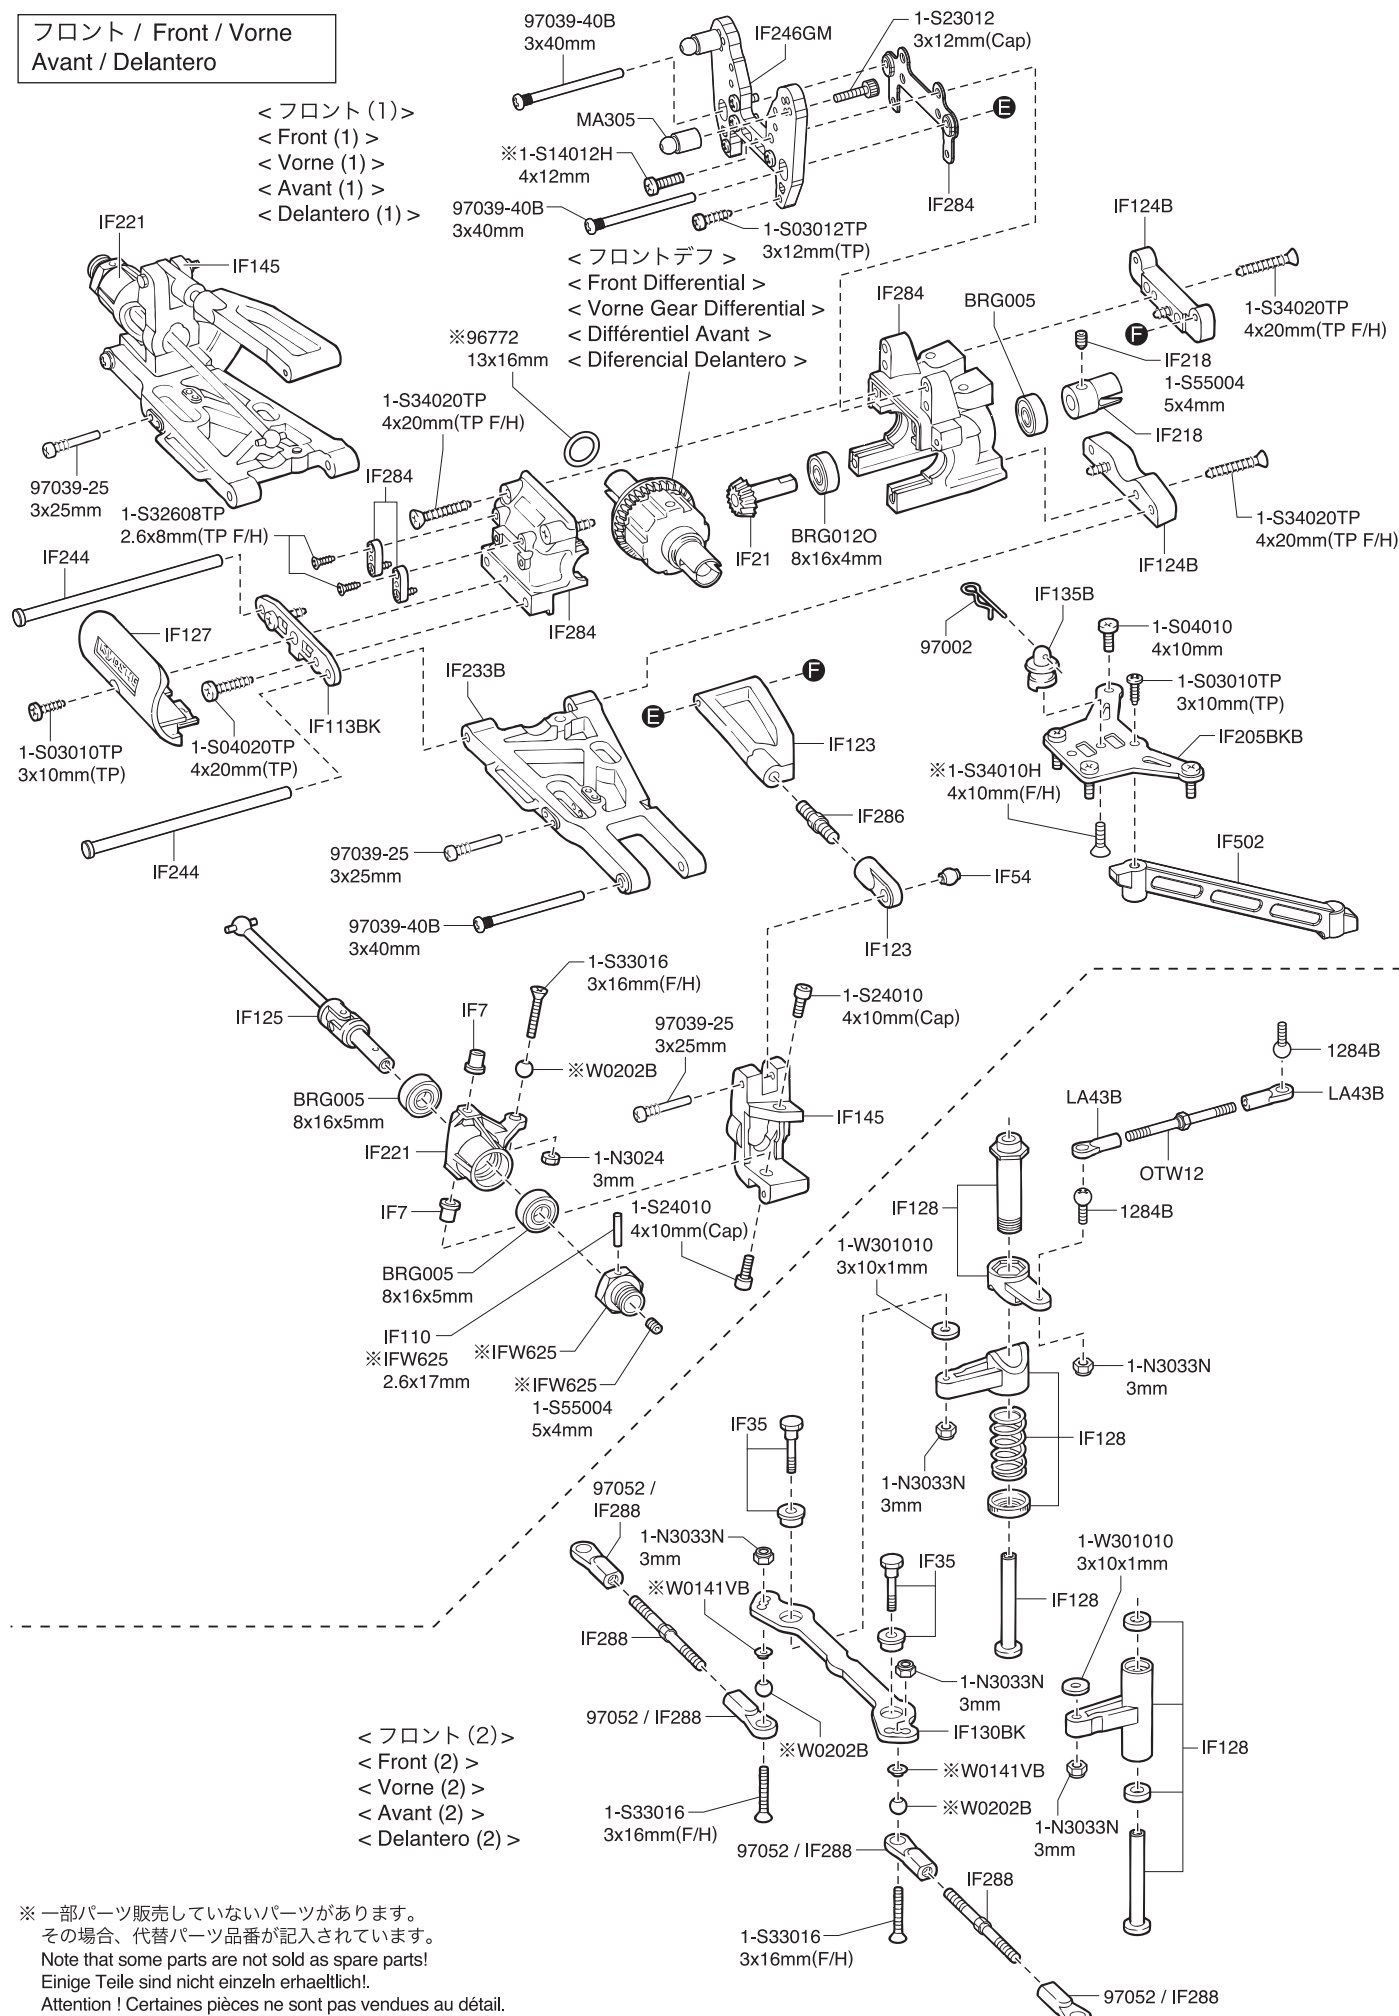 フロント / Front / Vorne
Avant / Delantero
< フロント (1) >
< Front (1) >
< Vorne (1) >
< Avant (1) >
< Delantero (1) >
97039-40B
3x40mm
IF246GM
1-S23012
3x12mm(Cap)
MA305
E
※1-S14012H
4x12mm
97039-40B
3x40mm
1-S03012TP
3x12mm(TP)
IF284
IF124B
IF221
IF145
< フロントデフ >
< Front Differential >
< Vorne Gear Differential >
< Différentiel Avant >
< Diferencial Delantero >
IF284
BRG005
1-S34020TP
4x20mm(TP F/H)
F
IF218
1-S55004
5x4mm
IF218
※96772
13x16mm
1-S34020TP
4x20mm(TP F/H)
97039-25
3x25mm
IF284
1-S32608TP
2.6x8mm(TP F/H)
IF21
BRG012O
8x16x4mm
1-S34020TP
4x20mm(TP F/H)
IF124B
IF244
IF127
IF284
97002
IF135B
1-S04010
4x10mm
1-S03010TP
3x10mm(TP)
IF205BKB
IF233B
F
E
IF113BK
1-S03010TP
3x10mm(TP)
1-S04020TP
4x20mm(TP)
IF123
※1-S34010H
4x10mm(F/H)
IF286
IF244
97039-25
3x25mm
IF502
IF54
97039-40B
3x40mm
IF123
1-S33016
3x16mm(F/H)
1-S24010
4x10mm(Cap)
IF125
IF7
97039-25
3x25mm
※W0202B
1284B
BRG005
8x16x5mm
IF145
LA43B
LA43B
IF221
1-N3024
3mm
OTW12
IF7
1-S24010
4x10mm(Cap)
IF128
1284B
1-W301010
3x10x1mm
BRG005
8x16x5mm
IF110
※IFW625
2.6x17mm
※IFW625
※IFW625
1-S55004
5x4mm
1-N3033N
3mm
IF35
IF128
1-N3033N
3mm
97052 /
IF288
1-N3033N
3mm
IF35
1-W301010
3x10x1mm
※W0141VB
IF128
IF288
1-N3033N
3mm
97052 / IF288
IF130BK
※W0202B
IF128
< フロント (2) >
< Front (2) >
< Vorne (2) >
< Avant (2) >
< Delantero (2) >
※W0141VB
※W0202B
1-S33016
3x16mm(F/H)
1-N3033N
3mm
97052 / IF288
IF288
1-S33016
3x16mm(F/H)
97052 / IF288
※ 一部パーツ販売していないパーツがあります。
その場合、代替パーツ品番が記入されています。
Note that some parts are not sold as spare parts!
Einige Teile sind nicht einzeln erhaeltlich!.
Attention ! Certaines pièces ne sont pas vendues au détail.